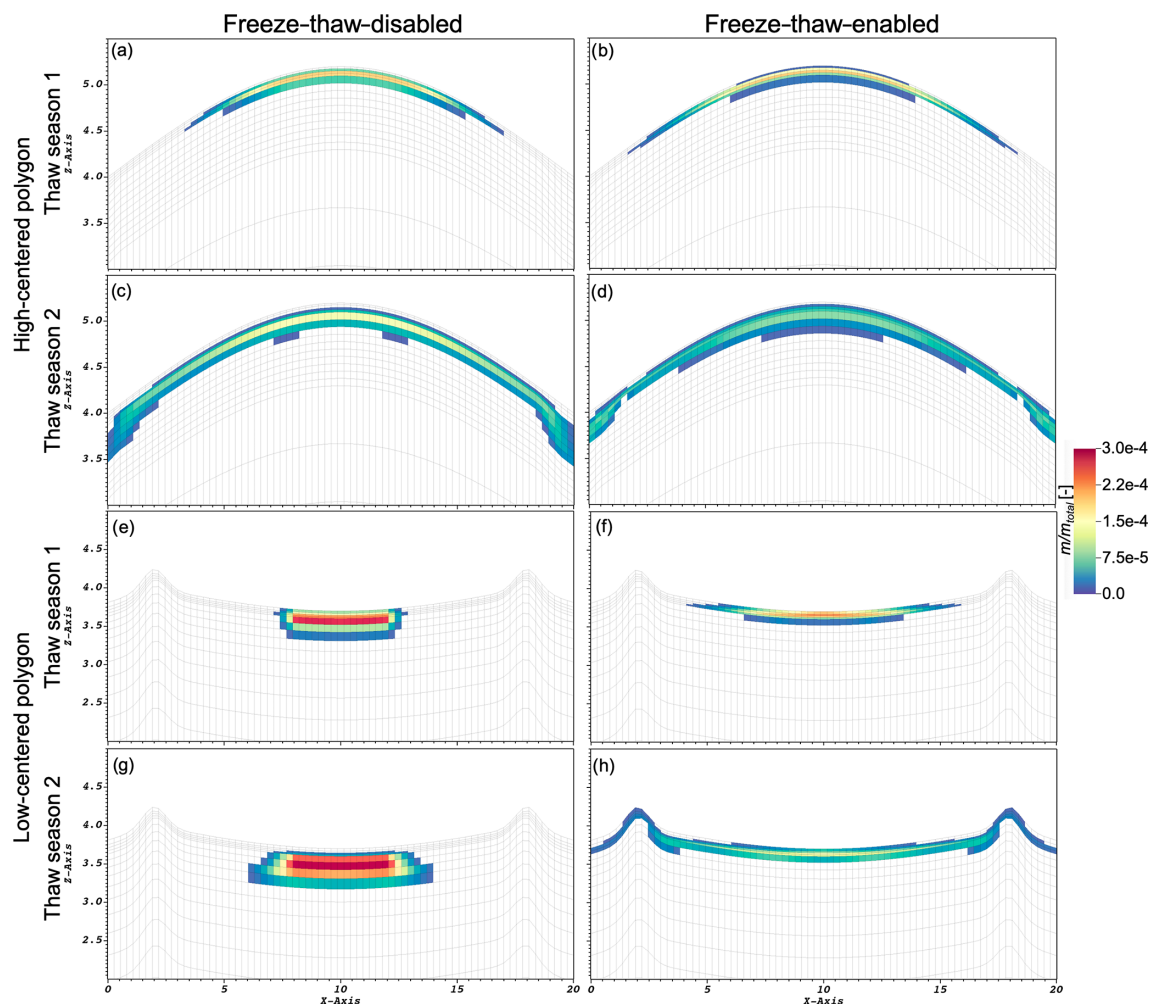 Freeze-thaw-disabled
Freeze-thaw-enabled
High-centered polygon
Thaw season 1
Z-Axis
(a)
5.0
4.5
4.0
3.5
(b)
Thaw season 2
Z-Axis
(c)
5.0
4.5
4.0
3.5
(d)
m/mtotal [-]
3.0e-4
2.2e-4
1.5e-4
7.5e-5
0.0
Low-centered polygon
Thaw season 1
Z-Axis
(e)
4.5
4.0
3.5
3.0
2.5
(f)
Thaw season 2
Z-Axis
(g)
4.5
4.0
3.5
3.0
2.5
(h)
0 5 10 15 20
X-Axis
0 5 10 15 20
X-Axis